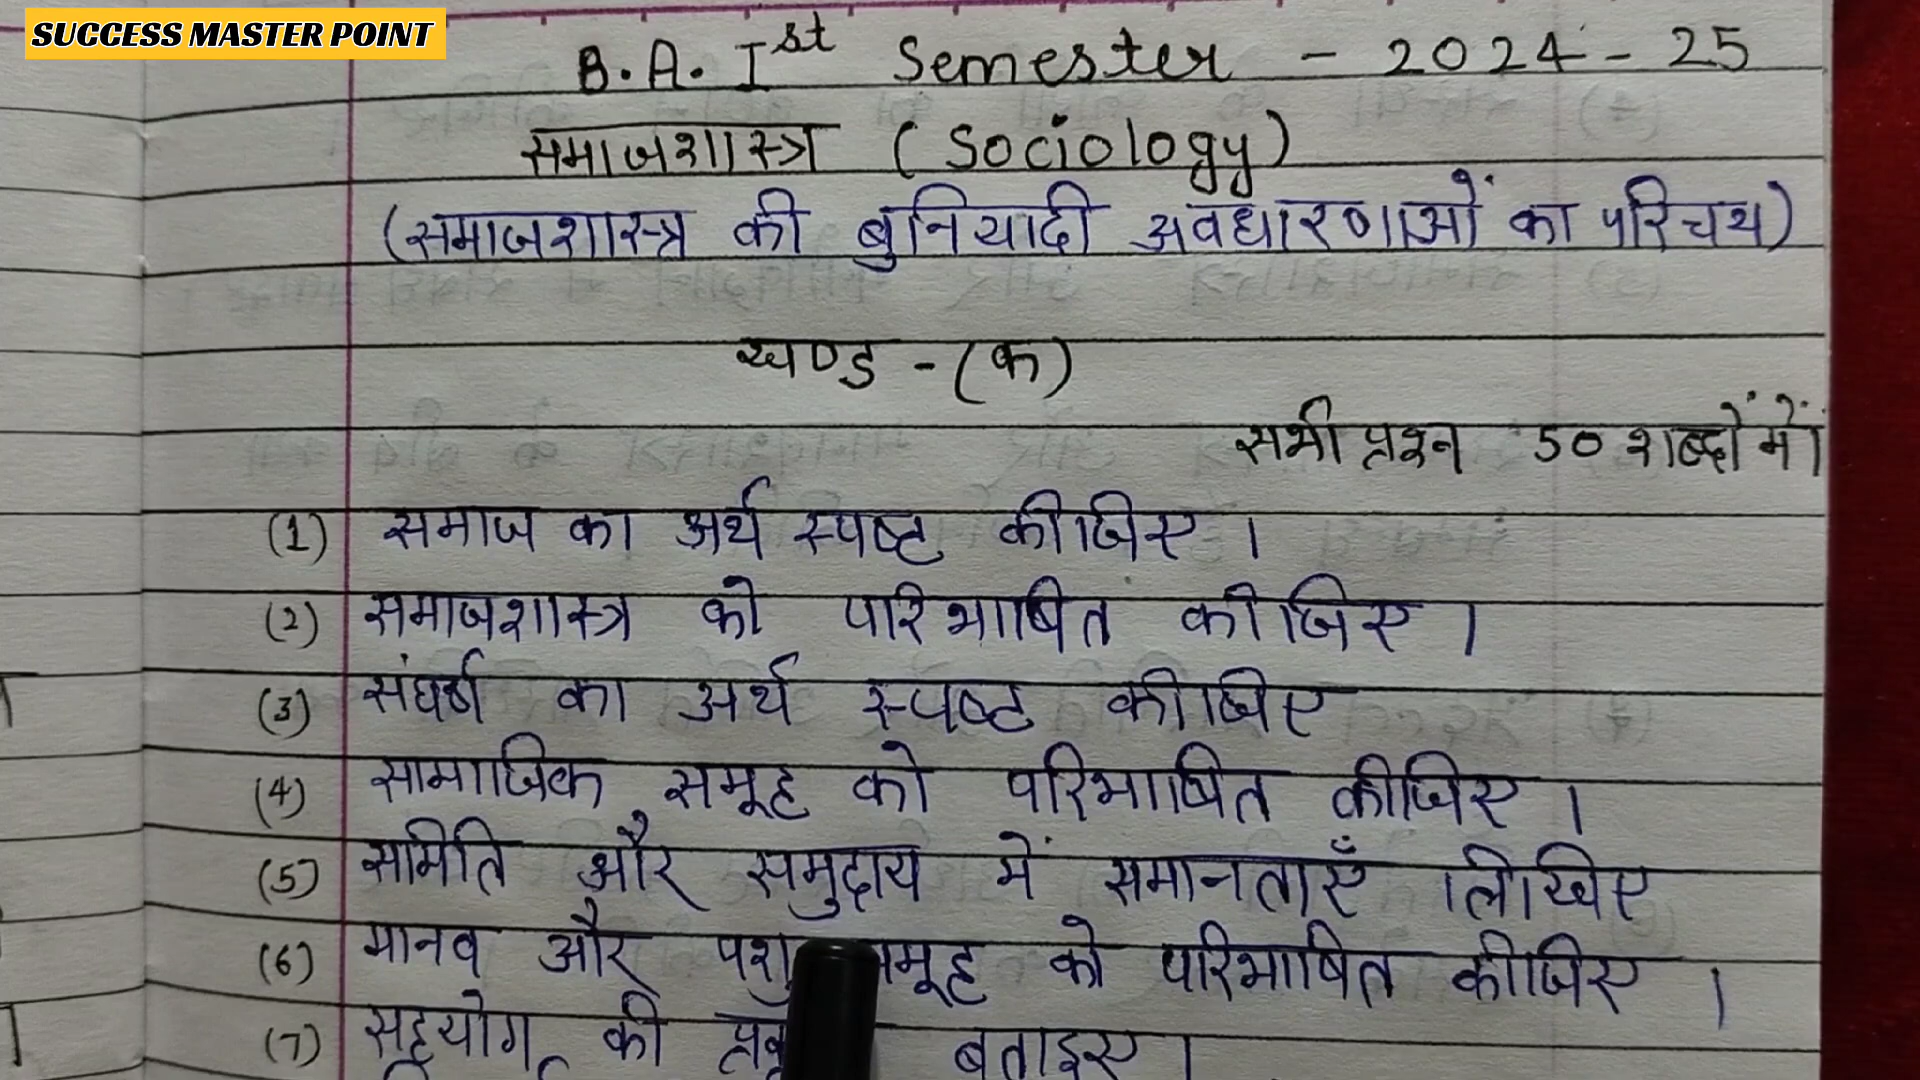 SUCCESS MASTER POINT
B.A. Ist Semester - 2024-25
समाजशास्त्र (Sociology)
(समाजशास्त्र की बुनियादी अवधारणाओं का परिचय)
खण्ड - (क)
सभी प्रश्न 50 शब्दों में।
(1) समाज का अर्थ स्पष्ट कीजिए ।
(2) समाजशास्त्र को परिभाषित कीजिए ।
(3) संघर्ष का अर्थ स्पष्ट कीजिए
(4) सामाजिक समूह को परिभाषित कीजिए ।
(5) समिति और समुदाय में समानताएँ लिखिए
(6) मानव और पशु समूह को परिभाषित कीजिए ।
(7) सहयोग की बताइए ।